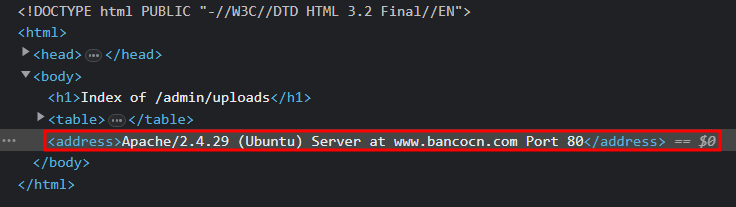 <!DOCTYPE html PUBLIC "-//W3C//DTD HTML 3.2 Final//EN">
<html>
<head>⋯</head>
<body>
<h1>Index of /admin/uploads</h1>
<table>⋯</table>
⋯ <address>Apache/2.4.29 (Ubuntu) Server at www.bancocn.com Port 80</address> == $0
</body>
</html>